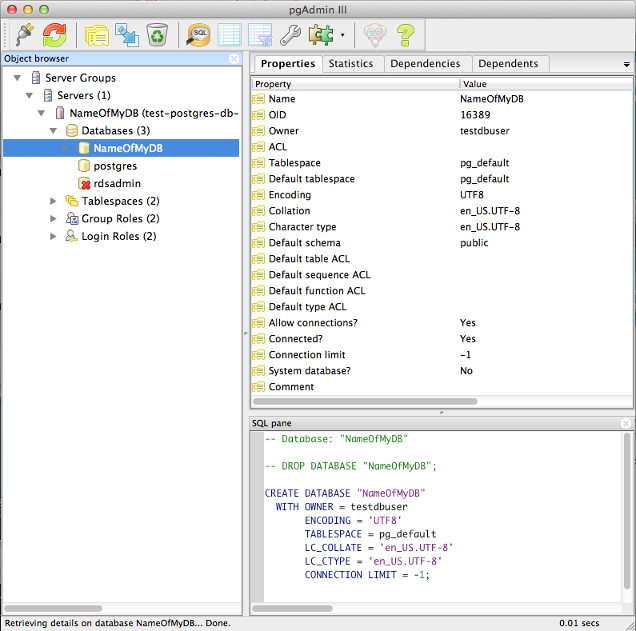 pgAdmin III
SQL
Object browser
Server Groups
Servers (1)
NameOfMyDB (test-postgres-db-
Databases (3)
NameOfMyDB
postgres
rdsadmin
Tablespaces (2)
Group Roles (2)
Login Roles (2)
Properties Statistics Dependencies Dependents
Property Value
Name NameOfMyDB
OID 16389
Owner testdbuser
ACL
Tablespace pg_default
Default tablespace pg_default
Encoding UTF8
Collation en_US.UTF-8
Character type en_US.UTF-8
Default schema public
Default table ACL
Default sequence ACL
Default function ACL
Default type ACL
Allow connections? Yes
Connected? Yes
Connection limit -1
System database? No
Comment
SQL pane
-- Database: "NameOfMyDB"
-- DROP DATABASE "NameOfMyDB";
CREATE DATABASE "NameOfMyDB"
WITH OWNER = testdbuser
ENCODING = 'UTF8'
TABLESPACE = pg_default
LC_COLLATE = 'en_US.UTF-8'
LC_CTYPE = 'en_US.UTF-8'
CONNECTION LIMIT = -1;
Retrieving details on database NameOfMyDB... Done. 0.01 secs